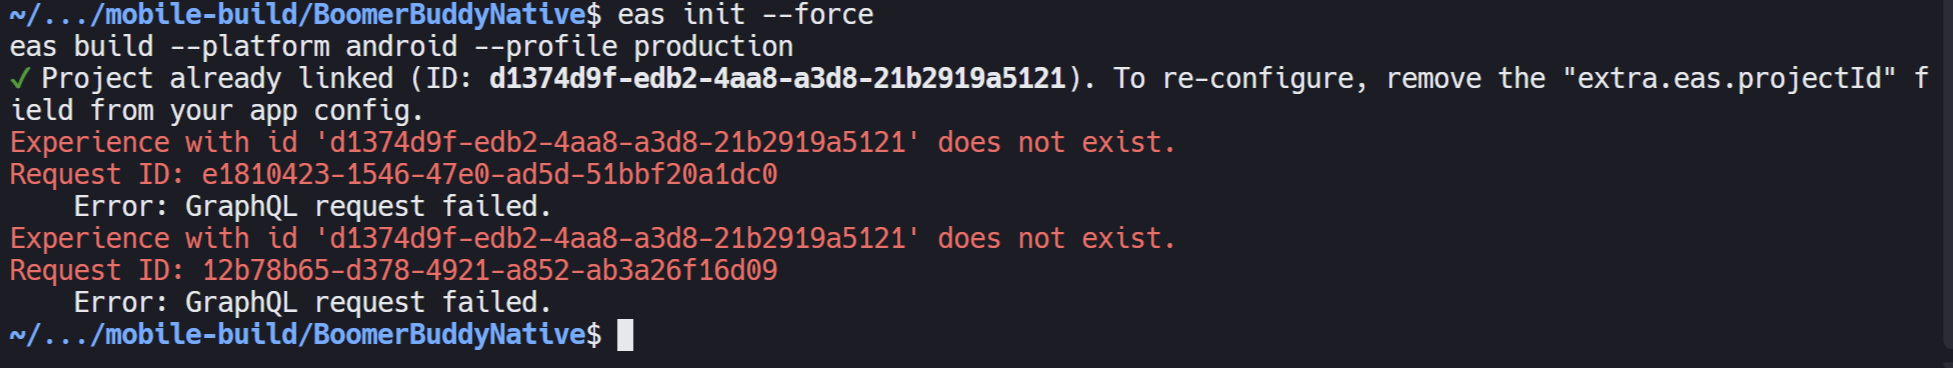 ~/.../mobile-build/BoomerBuddyNative$ eas init --force
eas build --platform android --profile production
✓ Project already linked (ID: d1374d9f-edb2-4aa8-a3d8-21b2919a5121). To re-configure, remove the "extra.eas.projectId" f
ield from your app config.
Experience with id 'd1374d9f-edb2-4aa8-a3d8-21b2919a5121' does not exist.
Request ID: e1810423-1546-47e0-ad5d-51bbf20a1dc0
    Error: GraphQL request failed.
Experience with id 'd1374d9f-edb2-4aa8-a3d8-21b2919a5121' does not exist.
Request ID: 12b78b65-d378-4921-a852-ab3a26f16d09
    Error: GraphQL request failed.
~/.../mobile-build/BoomerBuddyNative$